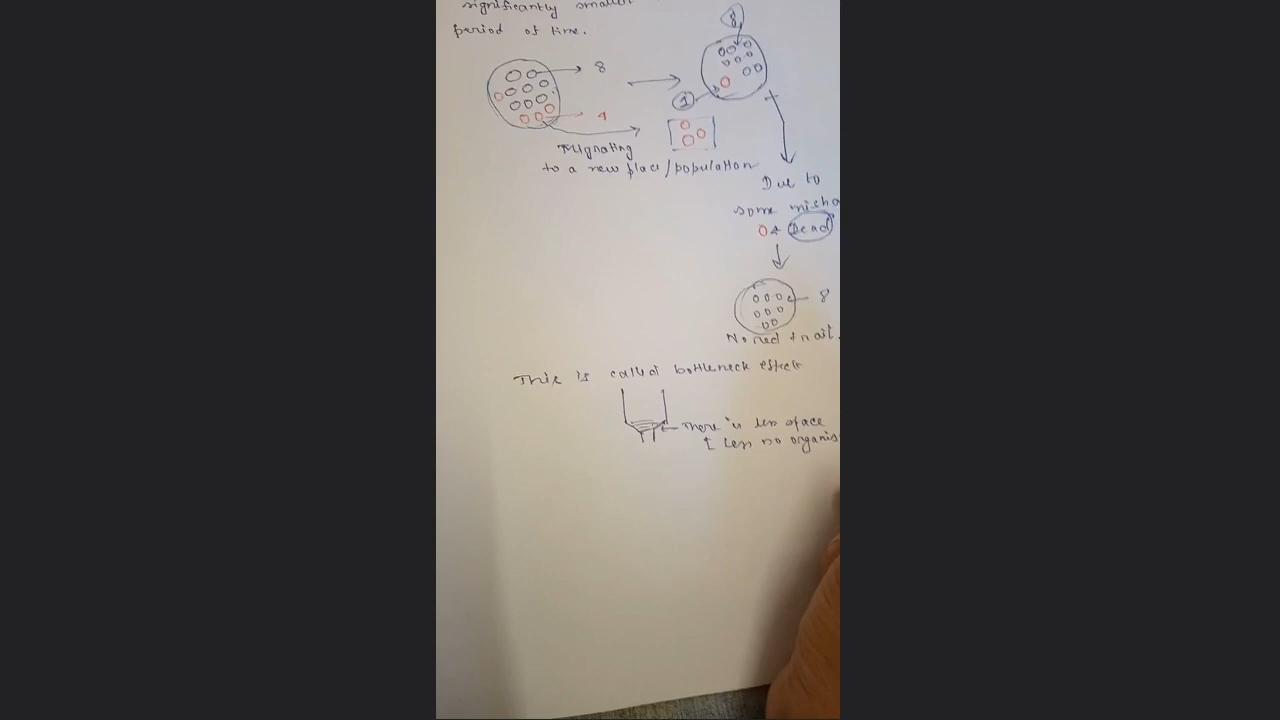 significantly smaller
period of time.
8
8
4
1
Migrating
to a new place/population
Due to
some misha
Dead
8
No red trait.
This is called bottleneck effect
There is less space
& less no organis